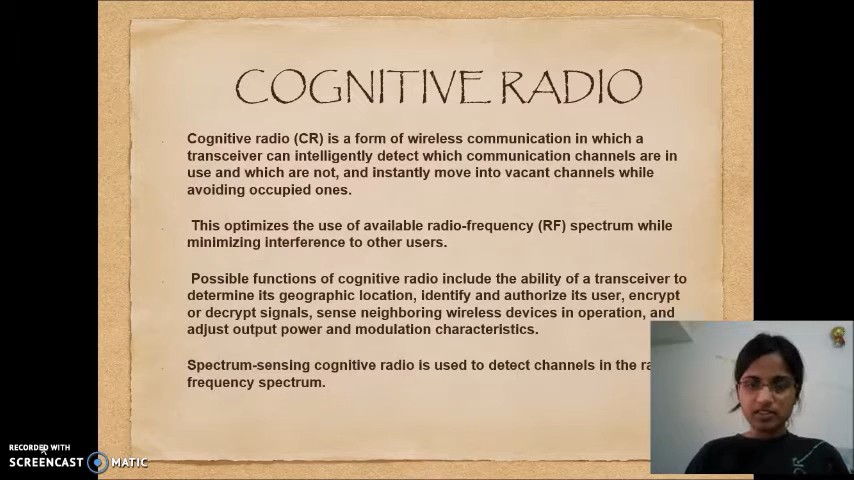 COGNITIVE RADIO
Cognitive radio (CR) is a form of wireless communication in which a
transceiver can intelligently detect which communication channels are in
use and which are not, and instantly move into vacant channels while
avoiding occupied ones.
This optimizes the use of available radio-frequency (RF) spectrum while
minimizing interference to other users.
Possible functions of cognitive radio include the ability of a transceiver to
determine its geographic location, identify and authorize its user, encrypt
or decrypt signals, sense neighboring wireless devices in operation, and
adjust output power and modulation characteristics.
Spectrum-sensing cognitive radio is used to detect channels in the
frequency spectrum.
RECORDED WITH
SCREENCAST MATIC